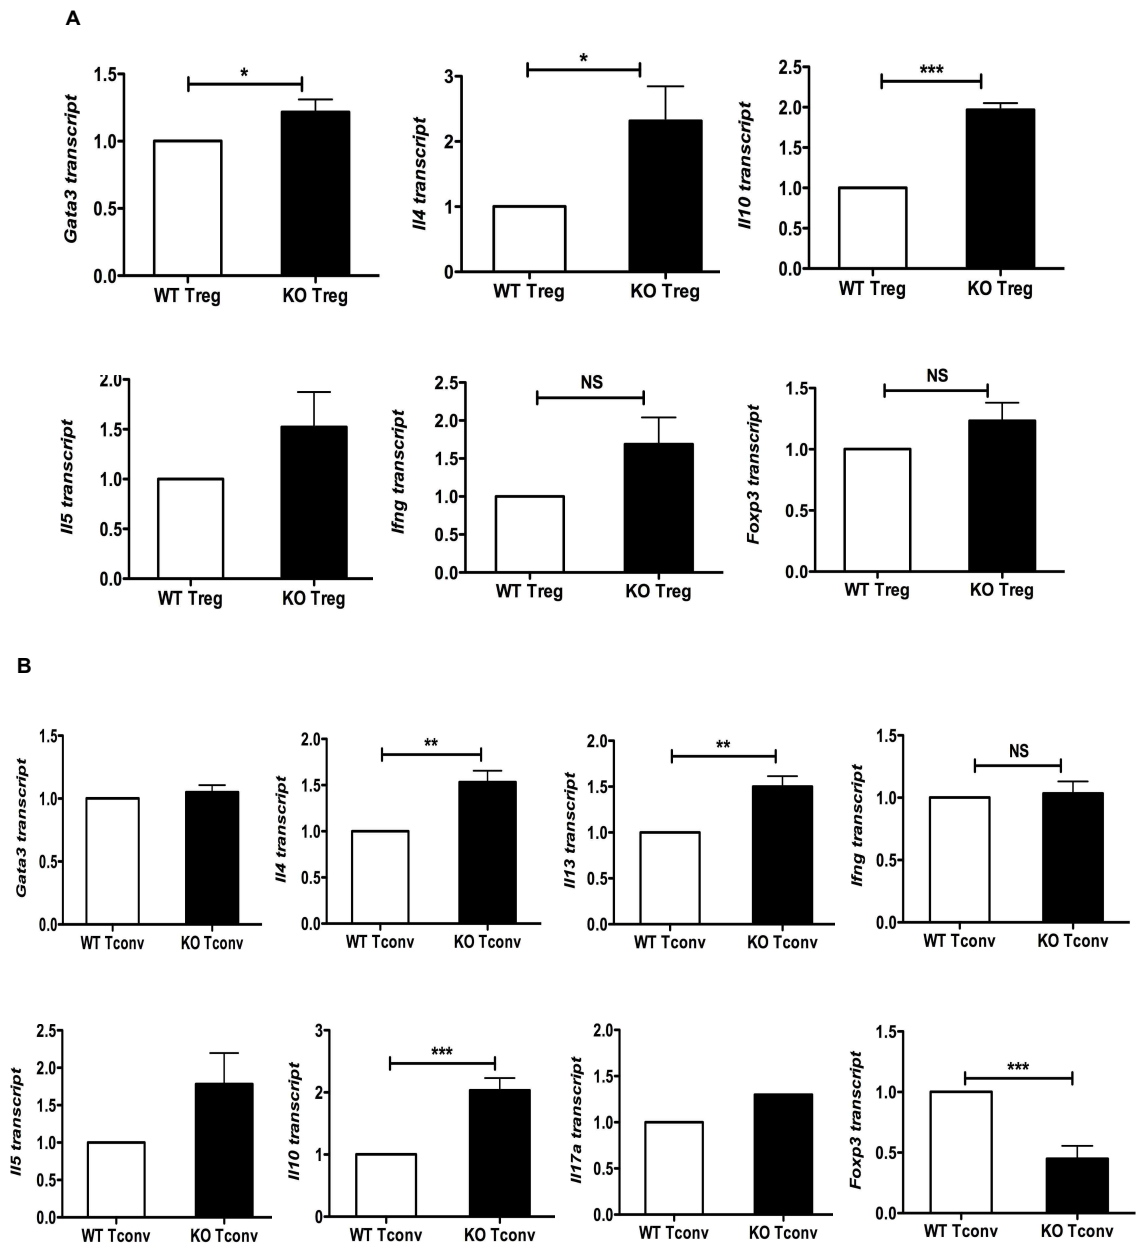 A
Gata3 transcript
1.5
1.0
0.5
0.0
*
WT Treg KO Treg
Il4 transcript
3
2
1
0
*
WT Treg KO Treg
Il10 transcript
2.5
2.0
1.5
1.0
0.5
0.0
***
WT Treg KO Treg
Il5 transcript
2.0
1.5
1.0
0.5
0.0
WT Treg KO Treg
Ifng transcript
2.5
2.0
1.5
1.0
0.5
0.0
NS
WT Treg KO Treg
Foxp3 transcript
1.5
1.0
0.5
0.0
NS
WT Treg KO Treg
B
Gata3 transcript
1.5
1.0
0.5
0.0
WT Tconv KO Tconv
Il4 transcript
2.0
1.5
1.0
0.5
0.0
**
WT Tconv KO Tconv
Il13 transcript
2.0
1.5
1.0
0.5
0.0
**
WT Tconv KO Tconv
Ifng transcript
1.5
1.0
0.5
0.0
NS
WT Tconv KO Tconv
Il5 transcript
2.5
2.0
1.5
1.0
0.5
0.0
WT Tconv KO Tconv
Il10 transcript
3
2
1
0
***
WT Tconv KO Tconv
Il17a transcript
2.0
1.5
1.0
0.5
0.0
WT Tconv KO Tconv
Foxp3 transcript
1.5
1.0
0.5
0.0
***
WT Tconv KO Tconv